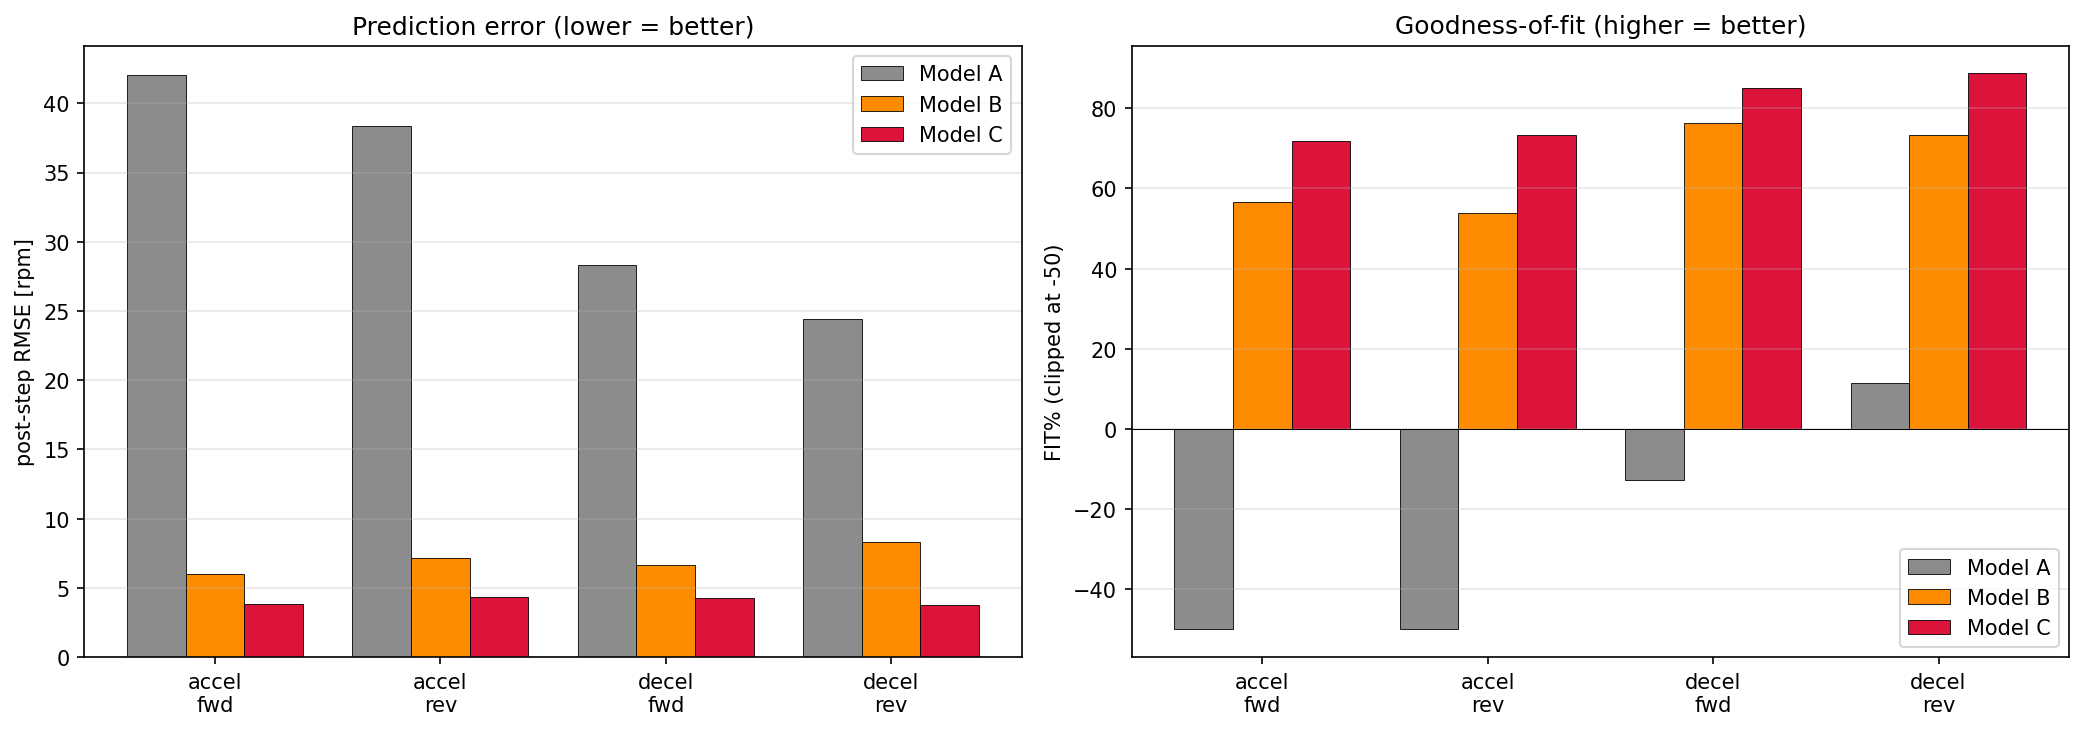 Prediction error (lower = better)
post-step RMSE [rpm]
40
35
30
25
20
15
10
5
0
Model A
Model B
Model C
accel
fwd
accel
rev
decel
fwd
decel
rev
Goodness-of-fit (higher = better)
FIT% (clipped at -50)
80
60
40
20
0
−20
−40
Model A
Model B
Model C
accel
fwd
accel
rev
decel
fwd
decel
rev